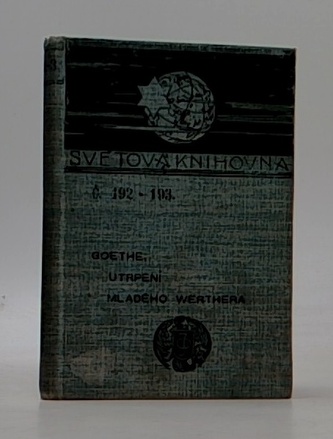 SVĚTOVÁ KNIHOVNA
Č. 192-193.
GOETHE:
UTRPENÍ
MLADÉHO WERTHERA